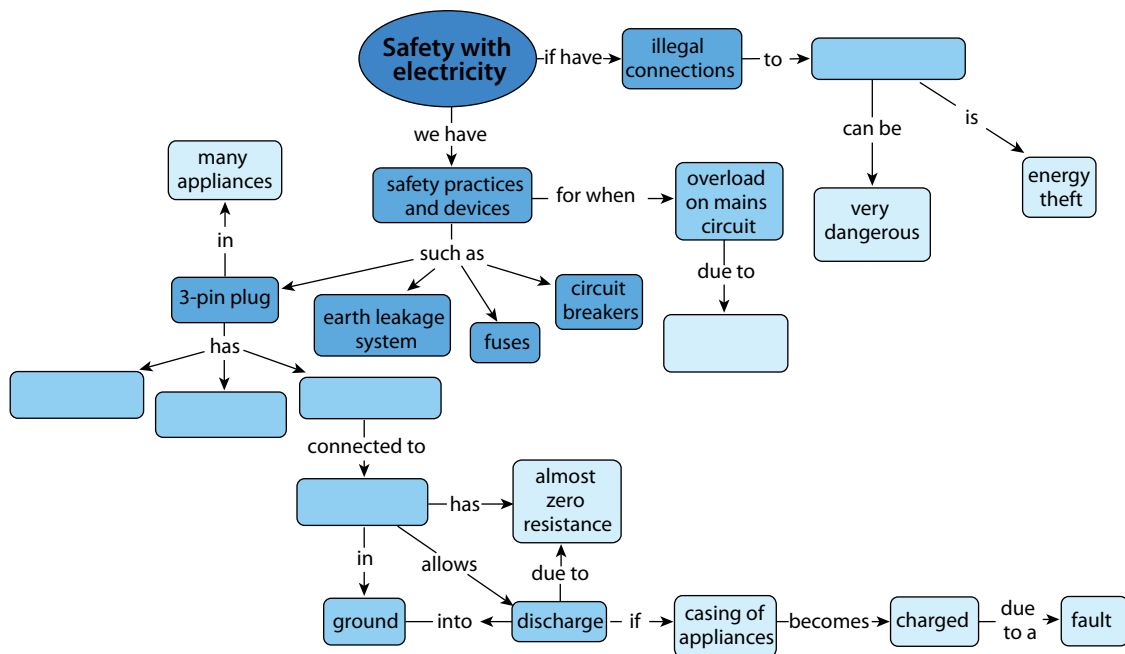 Safety with
electricity
if have
illegal
connections
to
can be
is
very
dangerous
energy
theft
we have
safety practices
and devices
for when
overload
on mains
circuit
due to
such as
many
appliances
in
3-pin plug
earth leakage
system
fuses
circuit
breakers
has
connected to
has
almost
zero
resistance
in
allows
due to
ground
into
discharge
if
casing of
appliances
becomes
charged
due
to a
fault